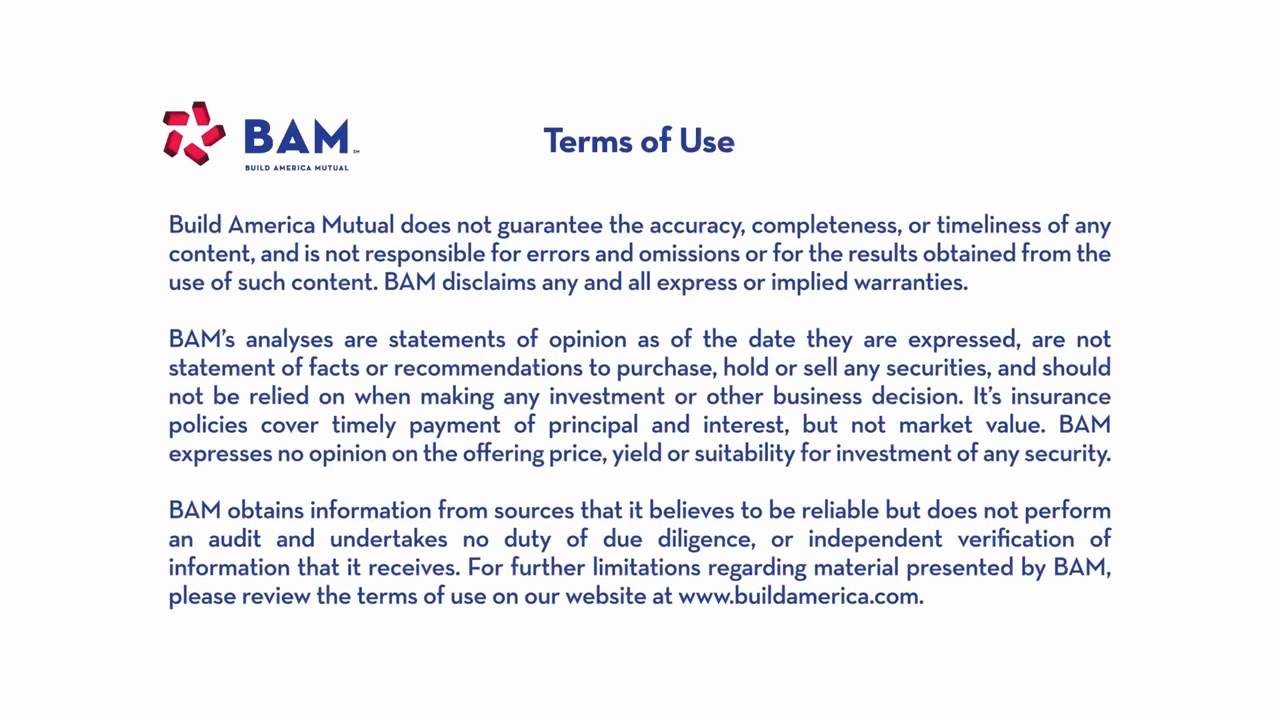 BAM
SM
BUILD AMERICA MUTUAL
Terms of Use
Build America Mutual does not guarantee the accuracy, completeness, or timeliness of any
content, and is not responsible for errors and omissions or for the results obtained from the
use of such content. BAM disclaims any and all express or implied warranties.
BAM’s analyses are statements of opinion as of the date they are expressed, are not
statement of facts or recommendations to purchase, hold or sell any securities, and should
not be relied on when making any investment or other business decision. It’s insurance
policies cover timely payment of principal and interest, but not market value. BAM
expresses no opinion on the offering price, yield or suitability for investment of any security.
BAM obtains information from sources that it believes to be reliable but does not perform
an audit and undertakes no duty of due diligence, or independent verification of
information that it receives. For further limitations regarding material presented by BAM,
please review the terms of use on our website at www.buildamerica.com.